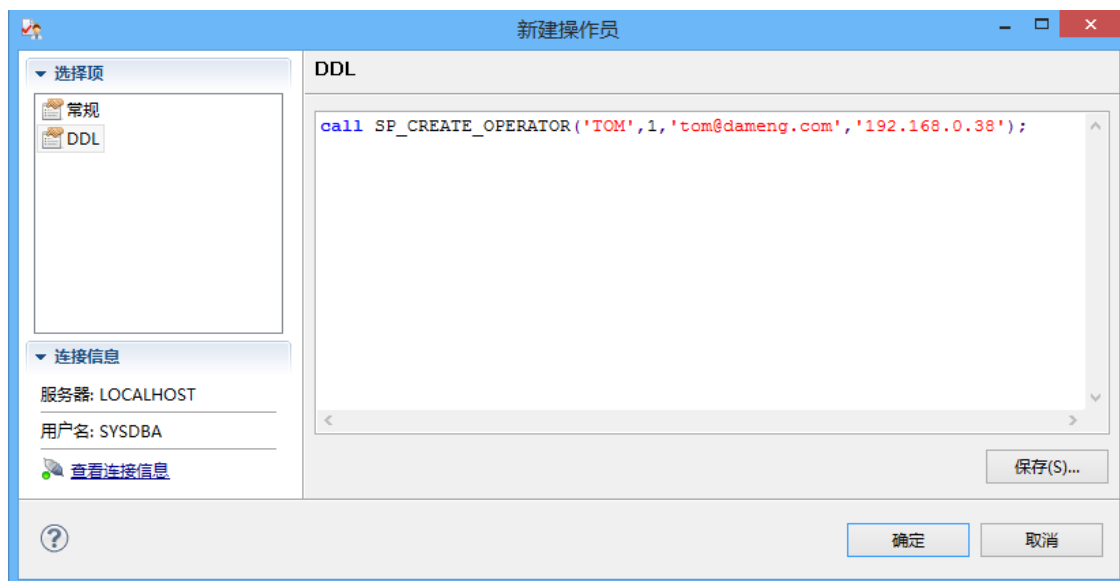 新建操作员
选择项
常规
DDL
连接信息
服务器: LOCALHOST
用户名: SYSDBA
查看连接信息
DDL
call SP_CREATE_OPERATOR('TOM',1,'tom@dameng.com','192.168.0.38');
保存(S)...
确定
取消